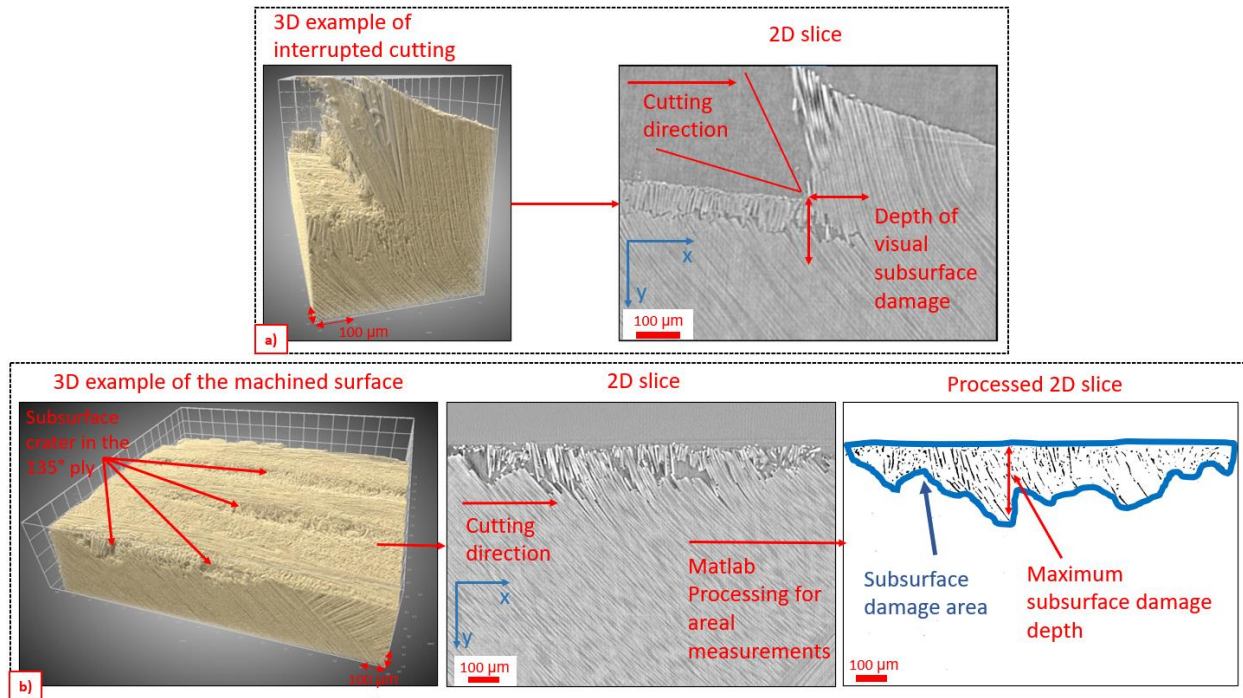 3D example of
interrupted cutting
2D slice
Cutting
direction
Depth of
visual
subsurface
damage
x
y
100 µm
100 µm
a)
3D example of the machined surface
2D slice
Processed 2D slice
Subsurface
crater in the
135° ply
Cutting
direction
x
y
Matlab
Processing for
areal
measurements
Subsurface
damage area
Maximum
subsurface damage
depth
100 µm
100 µm
100 µm
b)